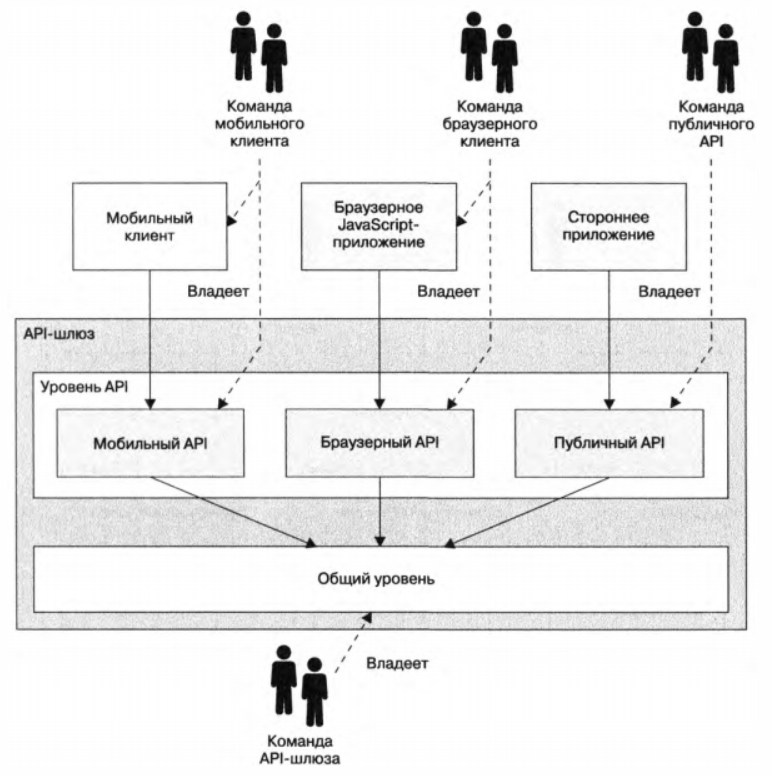 Команда
мобильного
клиента
Команда
браузерного
клиента
Команда
публичного
API
Мобильный
клиент
Браузерное
JavaScript-
приложение
Стороннее
приложение
Владеет
Владеет
Владеет
API-шлюз
Уровень API
Мобильный API
Браузерный API
Публичный API
Общий уровень
Владеет
Команда
API-шлюза